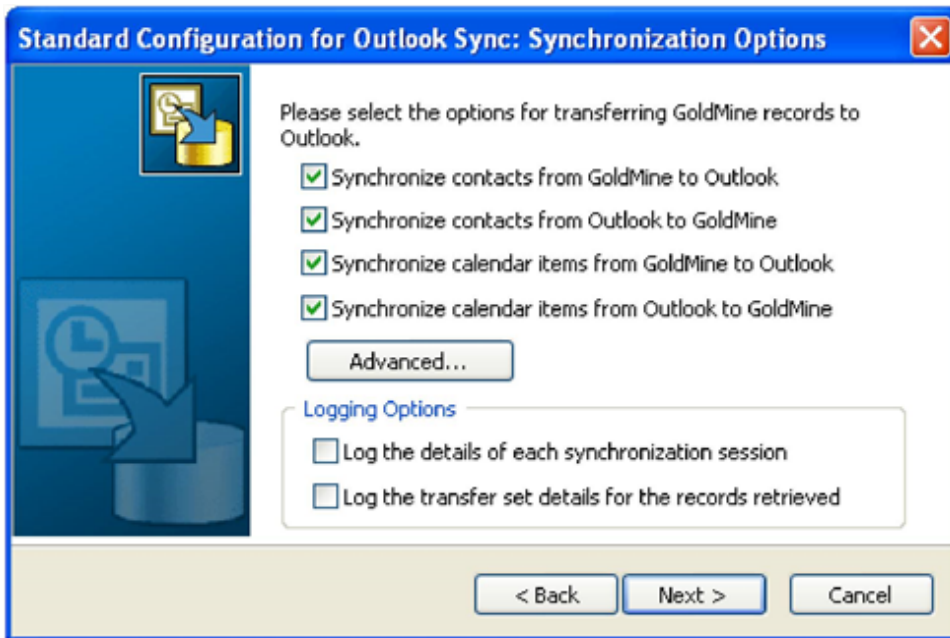 Standard Configuration for Outlook Sync: Synchronization Options
Please select the options for transferring GoldMine records to
Outlook.
Synchronize contacts from GoldMine to Outlook
Synchronize contacts from Outlook to GoldMine
Synchronize calendar items from GoldMine to Outlook
Synchronize calendar items from Outlook to GoldMine
Advanced...
Logging Options
Log the details of each synchronization session
Log the transfer set details for the records retrieved
< Back Next > Cancel